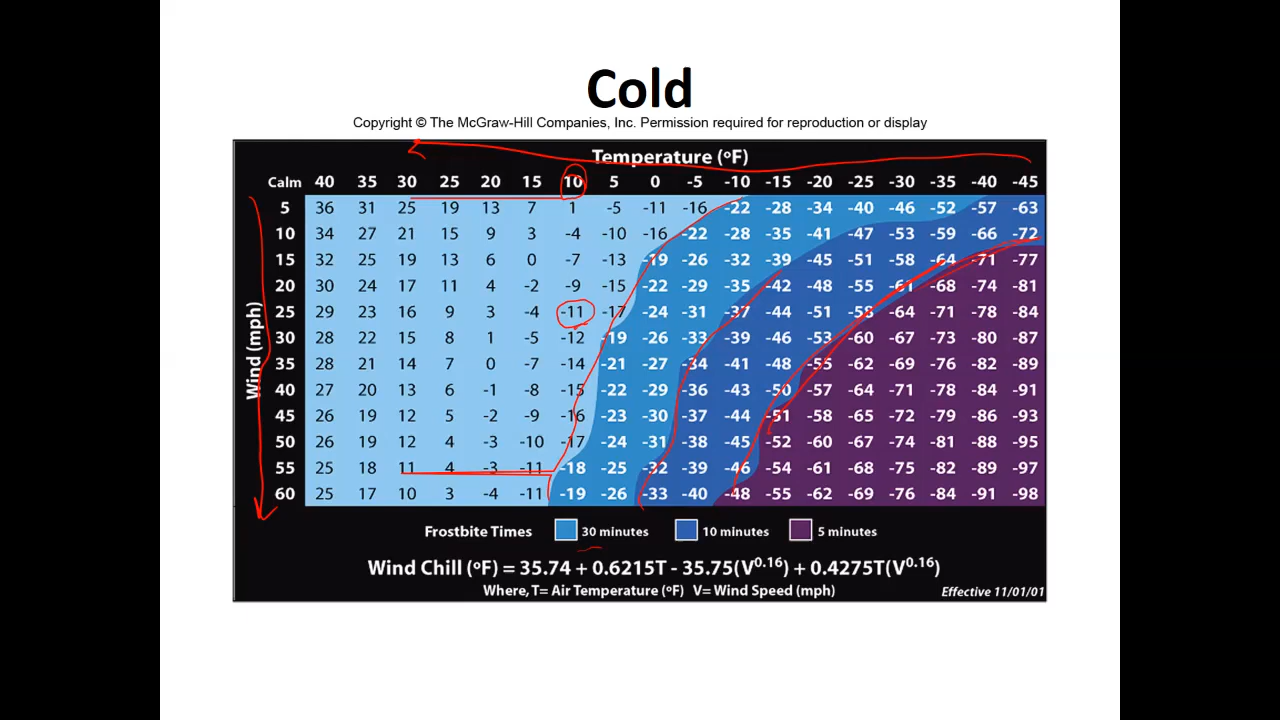 Cold
Copyright © The McGraw-Hill Companies, Inc. Permission required for reproduction or display
Temperature (ºF)
Calm 40 35 30 25 20 15 10 5 0 -5 -10 -15 -20 -25 -30 -35 -40 -45
Wind (mph)
5 36 31 25 19 13 7 1 -5 -11 -16 -22 -28 -34 -40 -46 -52 -57 -63
10 34 27 21 15 9 3 -4 -10 -16 -22 -28 -35 -41 -47 -53 -59 -66 -72
15 32 25 19 13 6 0 -7 -13 -19 -26 -32 -39 -45 -51 -58 -64 -71 -77
20 30 24 17 11 4 -2 -9 -15 -22 -29 -35 -42 -48 -55 -61 -68 -74 -81
25 29 23 16 9 3 -4 -11 -17 -24 -31 -37 -44 -51 -58 -64 -71 -78 -84
30 28 22 15 8 1 -5 -12 -19 -26 -33 -39 -46 -53 -60 -67 -73 -80 -87
35 28 21 14 7 0 -7 -14 -21 -27 -34 -41 -48 -55 -62 -69 -76 -82 -89
40 27 20 13 6 -1 -8 -15 -22 -29 -36 -43 -50 -57 -64 -71 -78 -84 -91
45 26 19 12 5 -2 -9 -16 -23 -30 -37 -44 -51 -58 -65 -72 -79 -86 -93
50 26 19 12 4 -3 -10 -17 -24 -31 -38 -45 -52 -60 -67 -74 -81 -88 -95
55 25 18 11 4 -3 -11 -18 -25 -32 -39 -46 -54 -61 -68 -75 -82 -89 -97
60 25 17 10 3 -4 -11 -19 -26 -33 -40 -48 -55 -62 -69 -76 -84 -91 -98
Frostbite Times 30 minutes 10 minutes 5 minutes
Wind Chill (ºF) = 35.74 + 0.6215T - 35.75(V0.16) + 0.4275T(V0.16)
Where, T= Air Temperature (ºF) V= Wind Speed (mph)
Effective 11/01/01